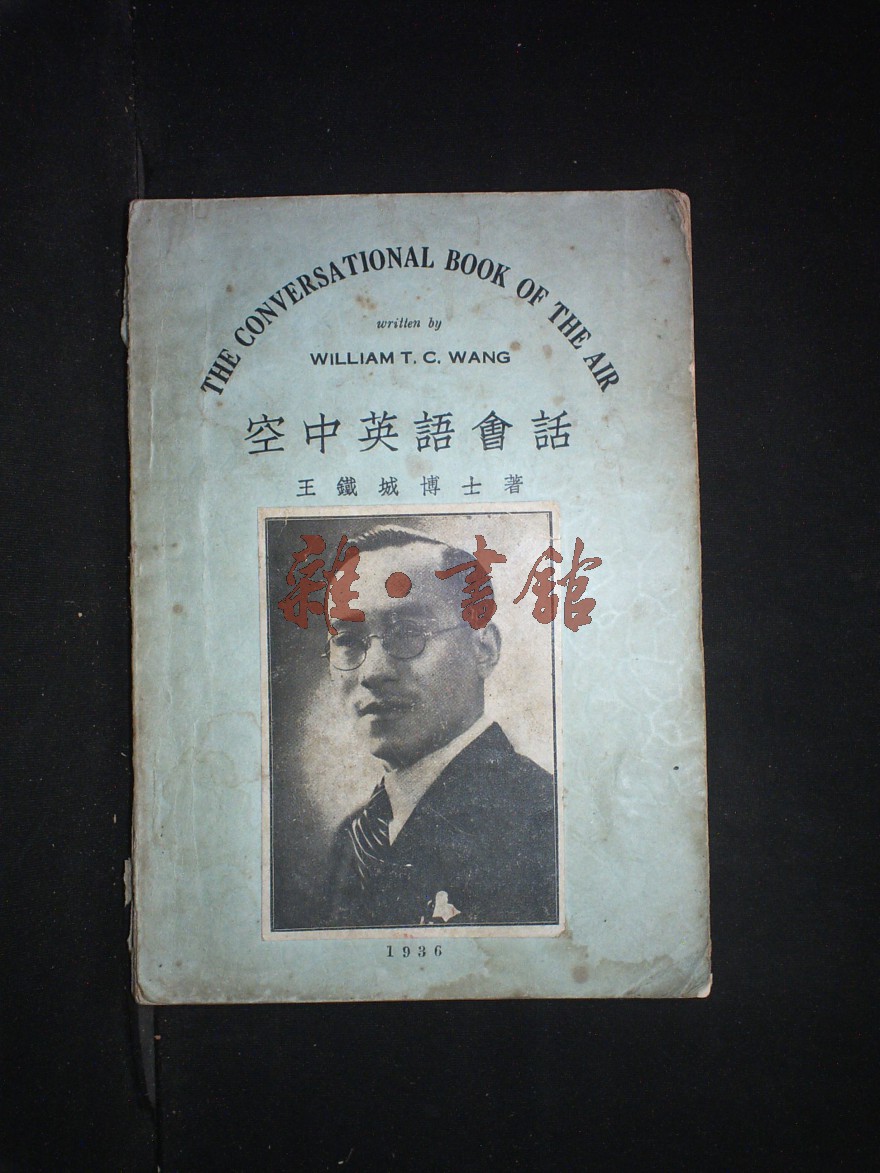 THE CONVERSATIONAL BOOK OF THE AIR
written by
WILLIAM T. C. WANG
空中英語會話
王鐵城博士著
雜·書館
1936